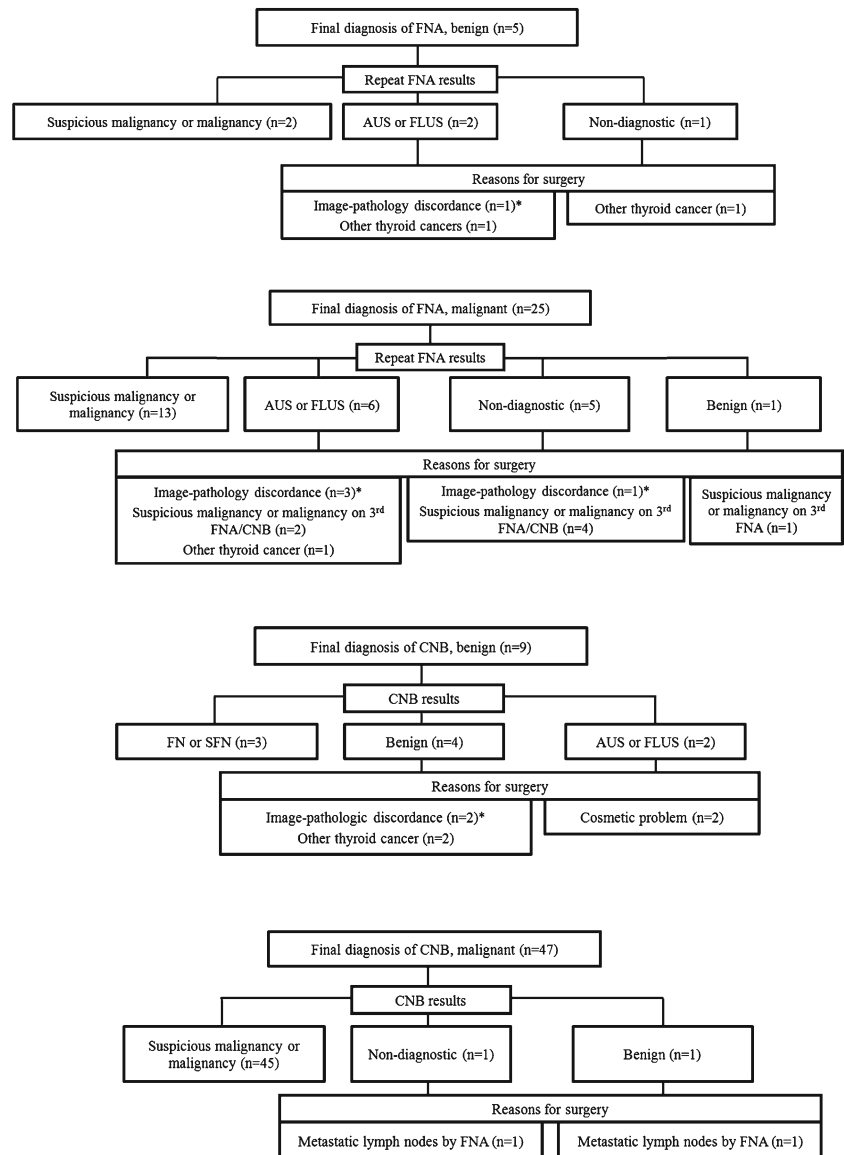 Final diagnosis of FNA, benign (n=5)
Repeat FNA results
Suspicious malignancy or malignancy (n=2)
AUS or FLUS (n=2)
Non-diagnostic (n=1)
Reasons for surgery
Image-pathology discordance (n=1)*
Other thyroid cancers (n=1)
Other thyroid cancer (n=1)
Final diagnosis of FNA, malignant (n=25)
Repeat FNA results
Suspicious malignancy or
malignancy (n=13)
AUS or FLUS (n=6)
Non-diagnostic (n=5)
Benign (n=1)
Reasons for surgery
Image-pathology discordance (n=3)*
Suspicious malignancy or malignancy on 3rd
FNA/CNB (n=2)
Other thyroid cancer (n=1)
Image-pathology discordance (n=1)*
Suspicious malignancy or malignancy on 3rd
FNA/CNB (n=4)
Suspicious malignancy
or malignancy on 3rd
FNA (n=1)
Final diagnosis of CNB, benign (n=9)
CNB results
FN or SFN (n=3)
Benign (n=4)
AUS or FLUS (n=2)
Reasons for surgery
Image-pathologic discordance (n=2)*
Other thyroid cancer (n=2)
Cosmetic problem (n=2)
Final diagnosis of CNB, malignant (n=47)
CNB results
Suspicious malignancy or
malignancy (n=45)
Non-diagnostic (n=1)
Benign (n=1)
Reasons for surgery
Metastatic lymph nodes by FNA (n=1)
Metastatic lymph nodes by FNA (n=1)